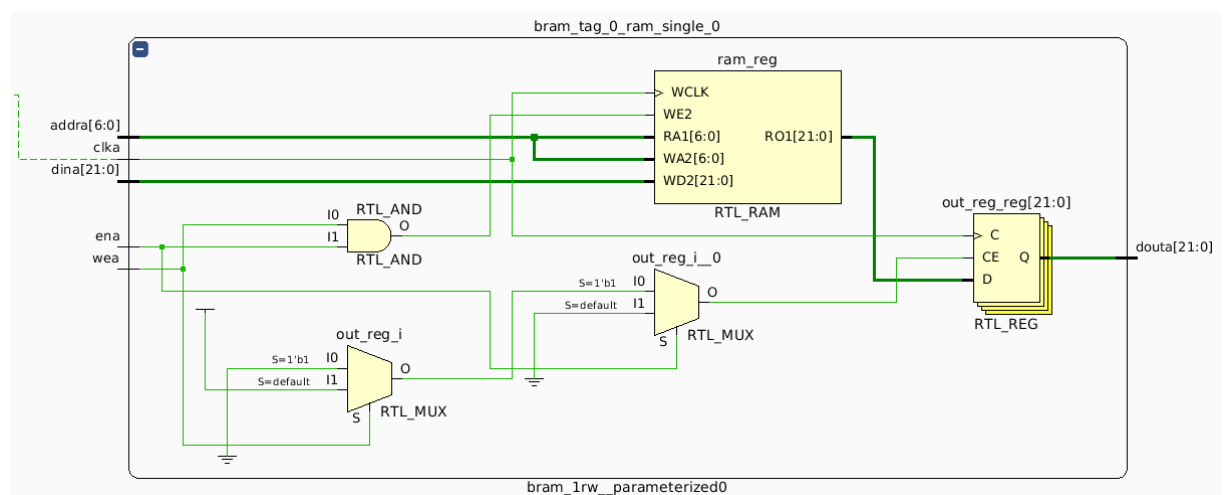 bram_tag_0_ram_single_0
ram_reg
WCLK
WE2
addra[6:0]
RA1[6:0]
RO1[21:0]
clka
WA2[6:0]
dina[21:0]
WD2[21:0]
RTL_RAM
out_reg_reg[21:0]
RTL_AND
I0
O
I1
RTL_AND
ena
wea
C
CE
Q
D
RTL_REG
douta[21:0]
out_reg_i__0
S=1'b1
I0
S=default
I1
O
S
RTL_MUX
out_reg_i
S=1'b1
I0
S=default
I1
O
S
RTL_MUX
bram_1rw__parameterized0